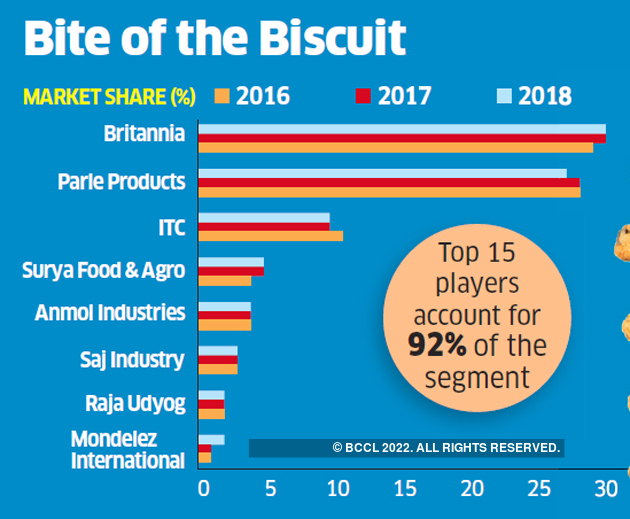 Bite of the Biscuit
MARKET SHARE (%) 2016 2017 2018
Britannia
Parle Products
ITC
Surya Food & Agro
Anmol Industries
Saj Industry
Raja Udyog
Mondelez
International
Top 15
players
account for
92% of the
segment
© BCCL 2022. ALL RIGHTS RESERVED.
0 5 10 15 20 25 30